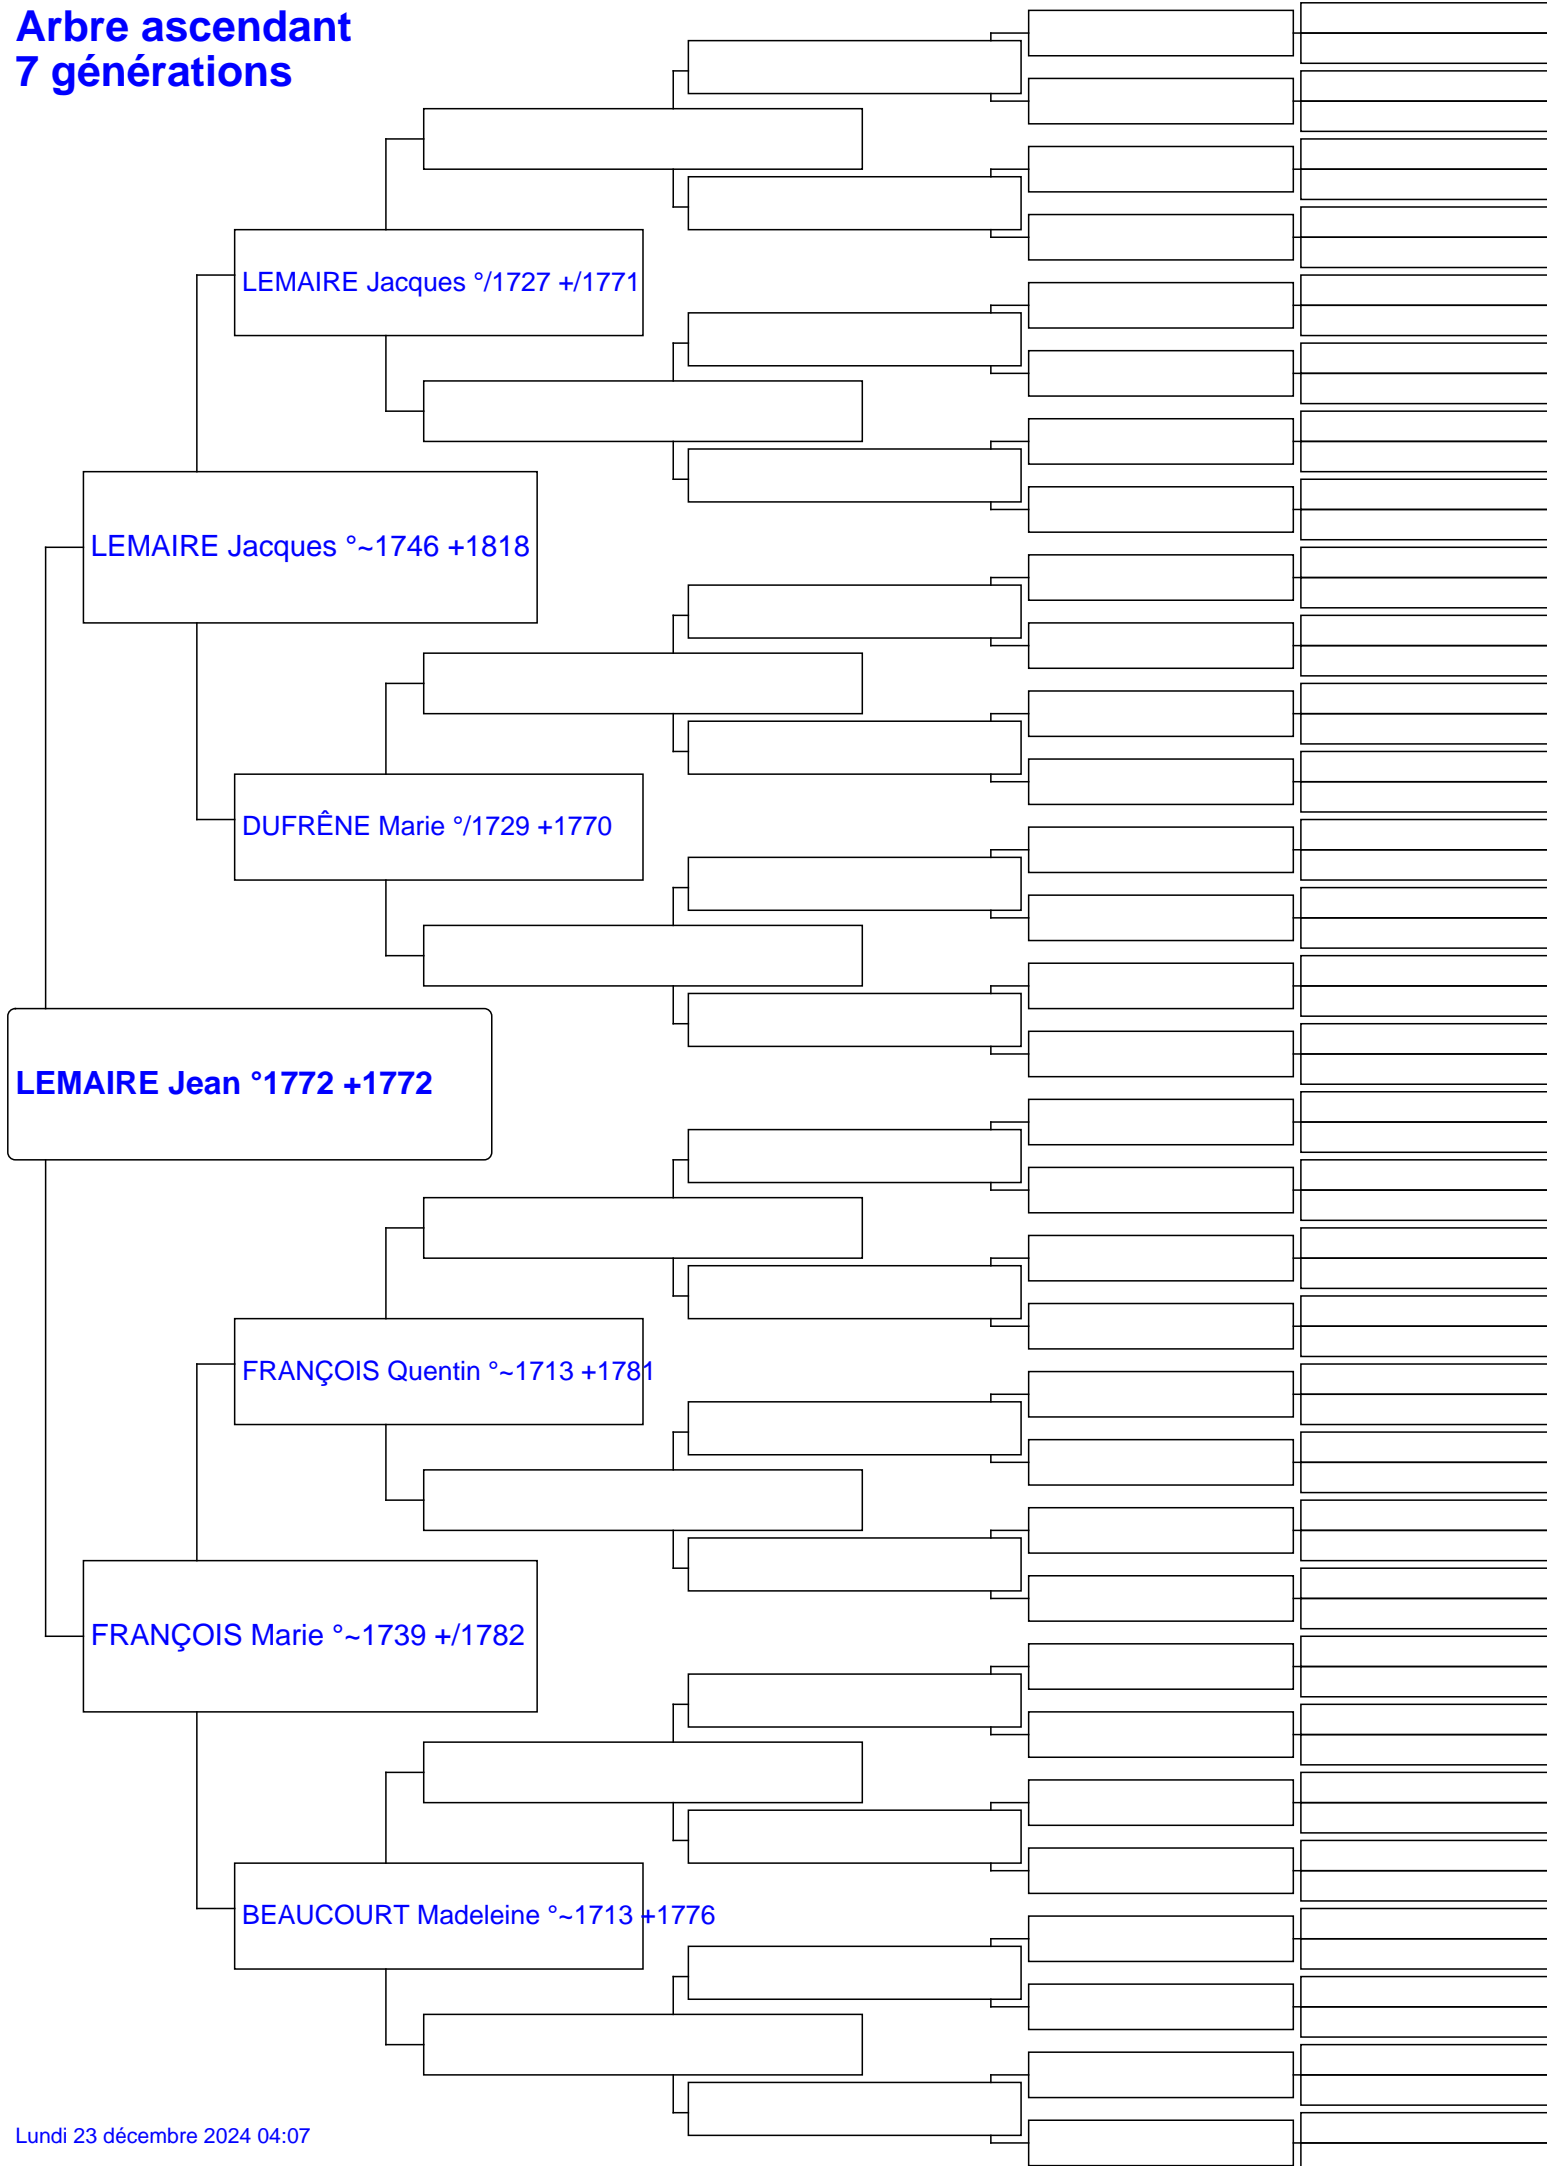 Arbre ascendant
7 générations
LEMAIRE Jacques °/1727 +/1771
LEMAIRE Jacques °~1746 +1818
DUFRÊNE Marie °/1729 +1770
LEMAIRE Jean °1772 +1772
FRANÇOIS Quentin °~1713 +1781
FRANÇOIS Marie °~1739 +/1782
BEAUCOURT Madeleine °~1713 +1776
Lundi 23 décembre 2024 04:07